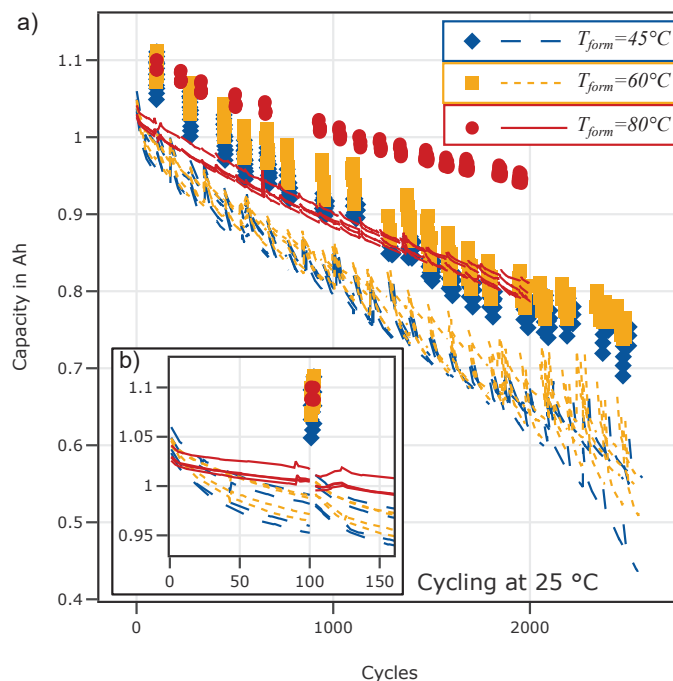 a)
T_form=45°C
T_form=60°C
T_form=80°C
Capacity in Ah
1.1
1
0.9
0.8
0.7
0.6
0.5
0.4
0
1000
2000
Cycles
b)
1.1
1.05
1
0.95
0
50
100
150
Cycling at 25 °C